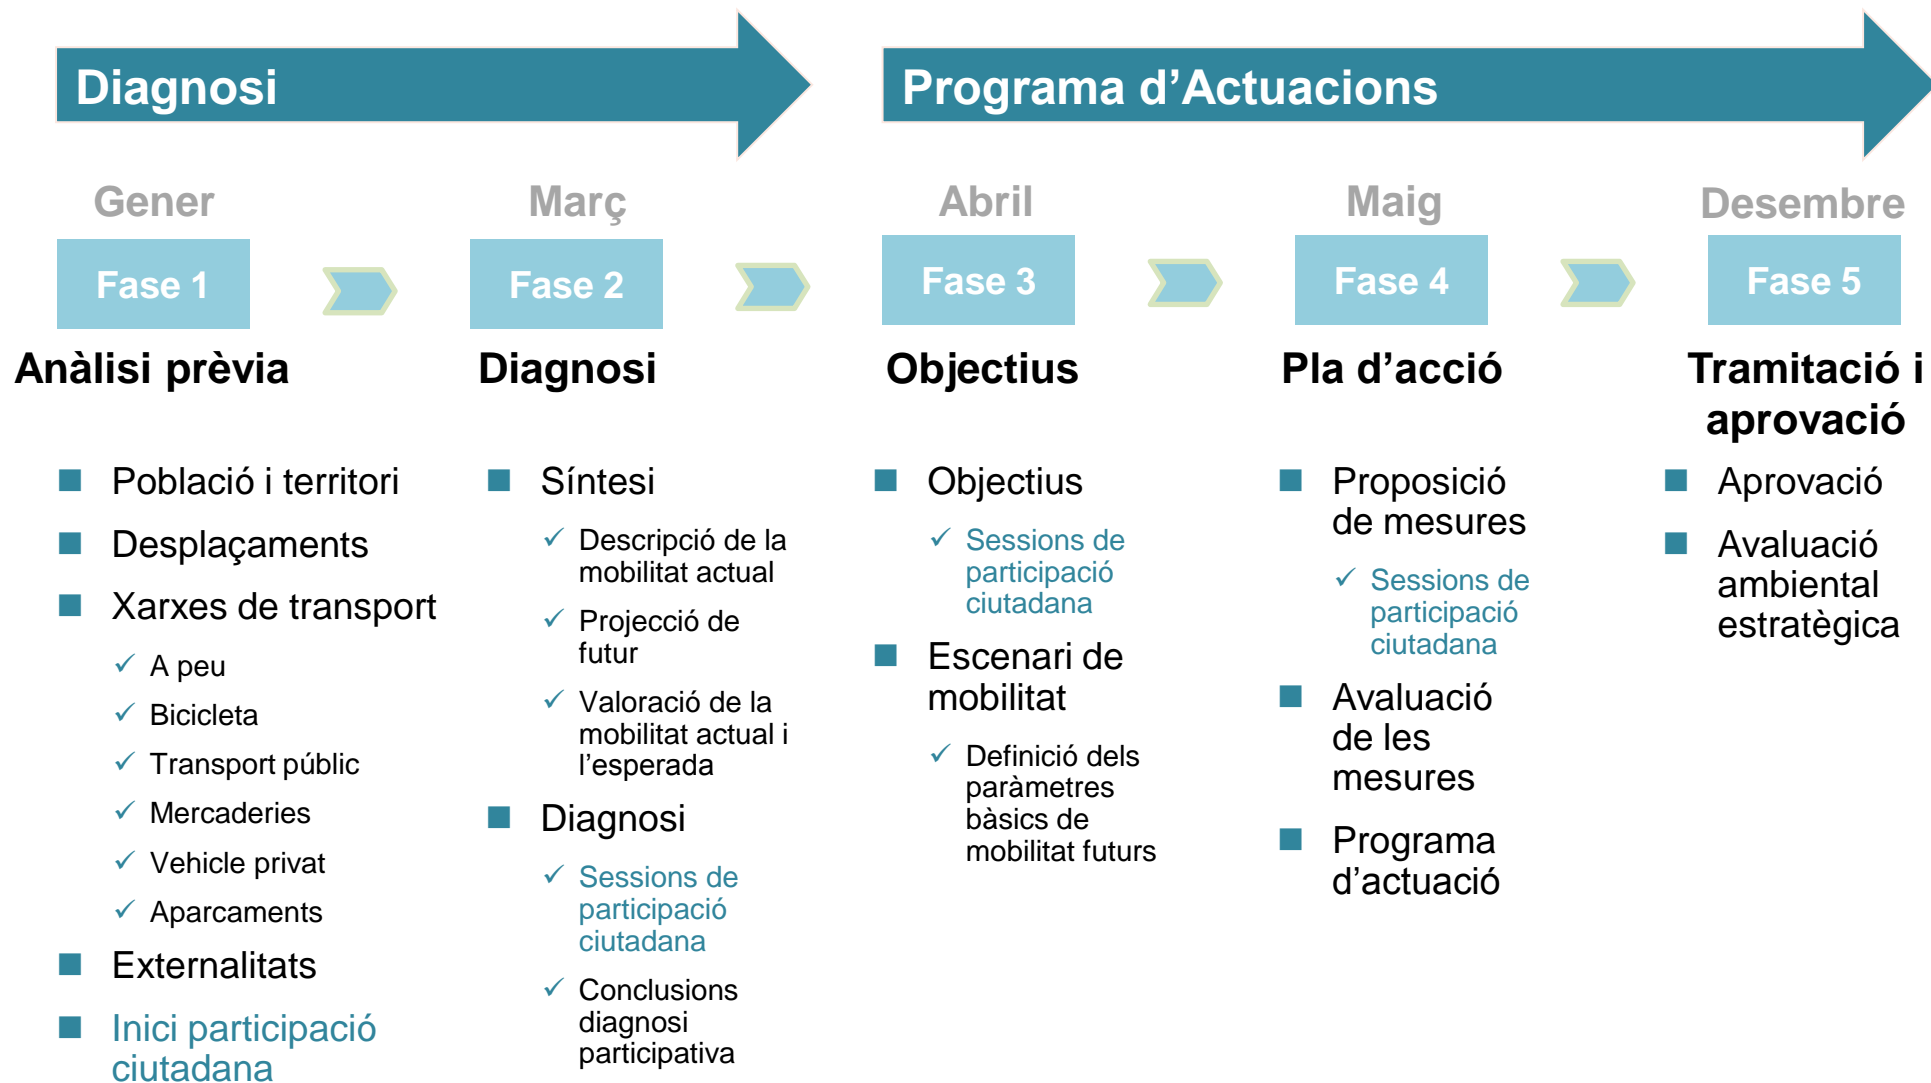 Diagnosi
Programa d’Actuacions
Gener
Fase 1
Anàlisi prèvia
Població i territori
Desplaçaments
Xarxes de transport
A peu
Bicicleta
Transport públic
Mercaderies
Vehicle privat
Aparcaments
Externalitats
Inici participació
ciutadana
Març
Fase 2
Diagnosi
Síntesi
Descripció de la
mobilitat actual
Projecció de
futur
Valoració de la
mobilitat actual i
l’esperada
Diagnosi
Sessions de
participació
ciutadana
Conclusions
diagnosi
participativa
Abril
Fase 3
Objectius
Objectius
Sessions de
participació
ciutadana
Escenari de
mobilitat
Definició dels
paràmetres
bàsics de
mobilitat futurs
Maig
Fase 4
Pla d’acció
Proposició
de mesures
Sessions de
participació
ciutadana
Avaluació
de les
mesures
Programa
d’actuació
Desembre
Fase 5
Tramitació i
aprovació
Aprovació
Avaluació
ambiental
estratègica